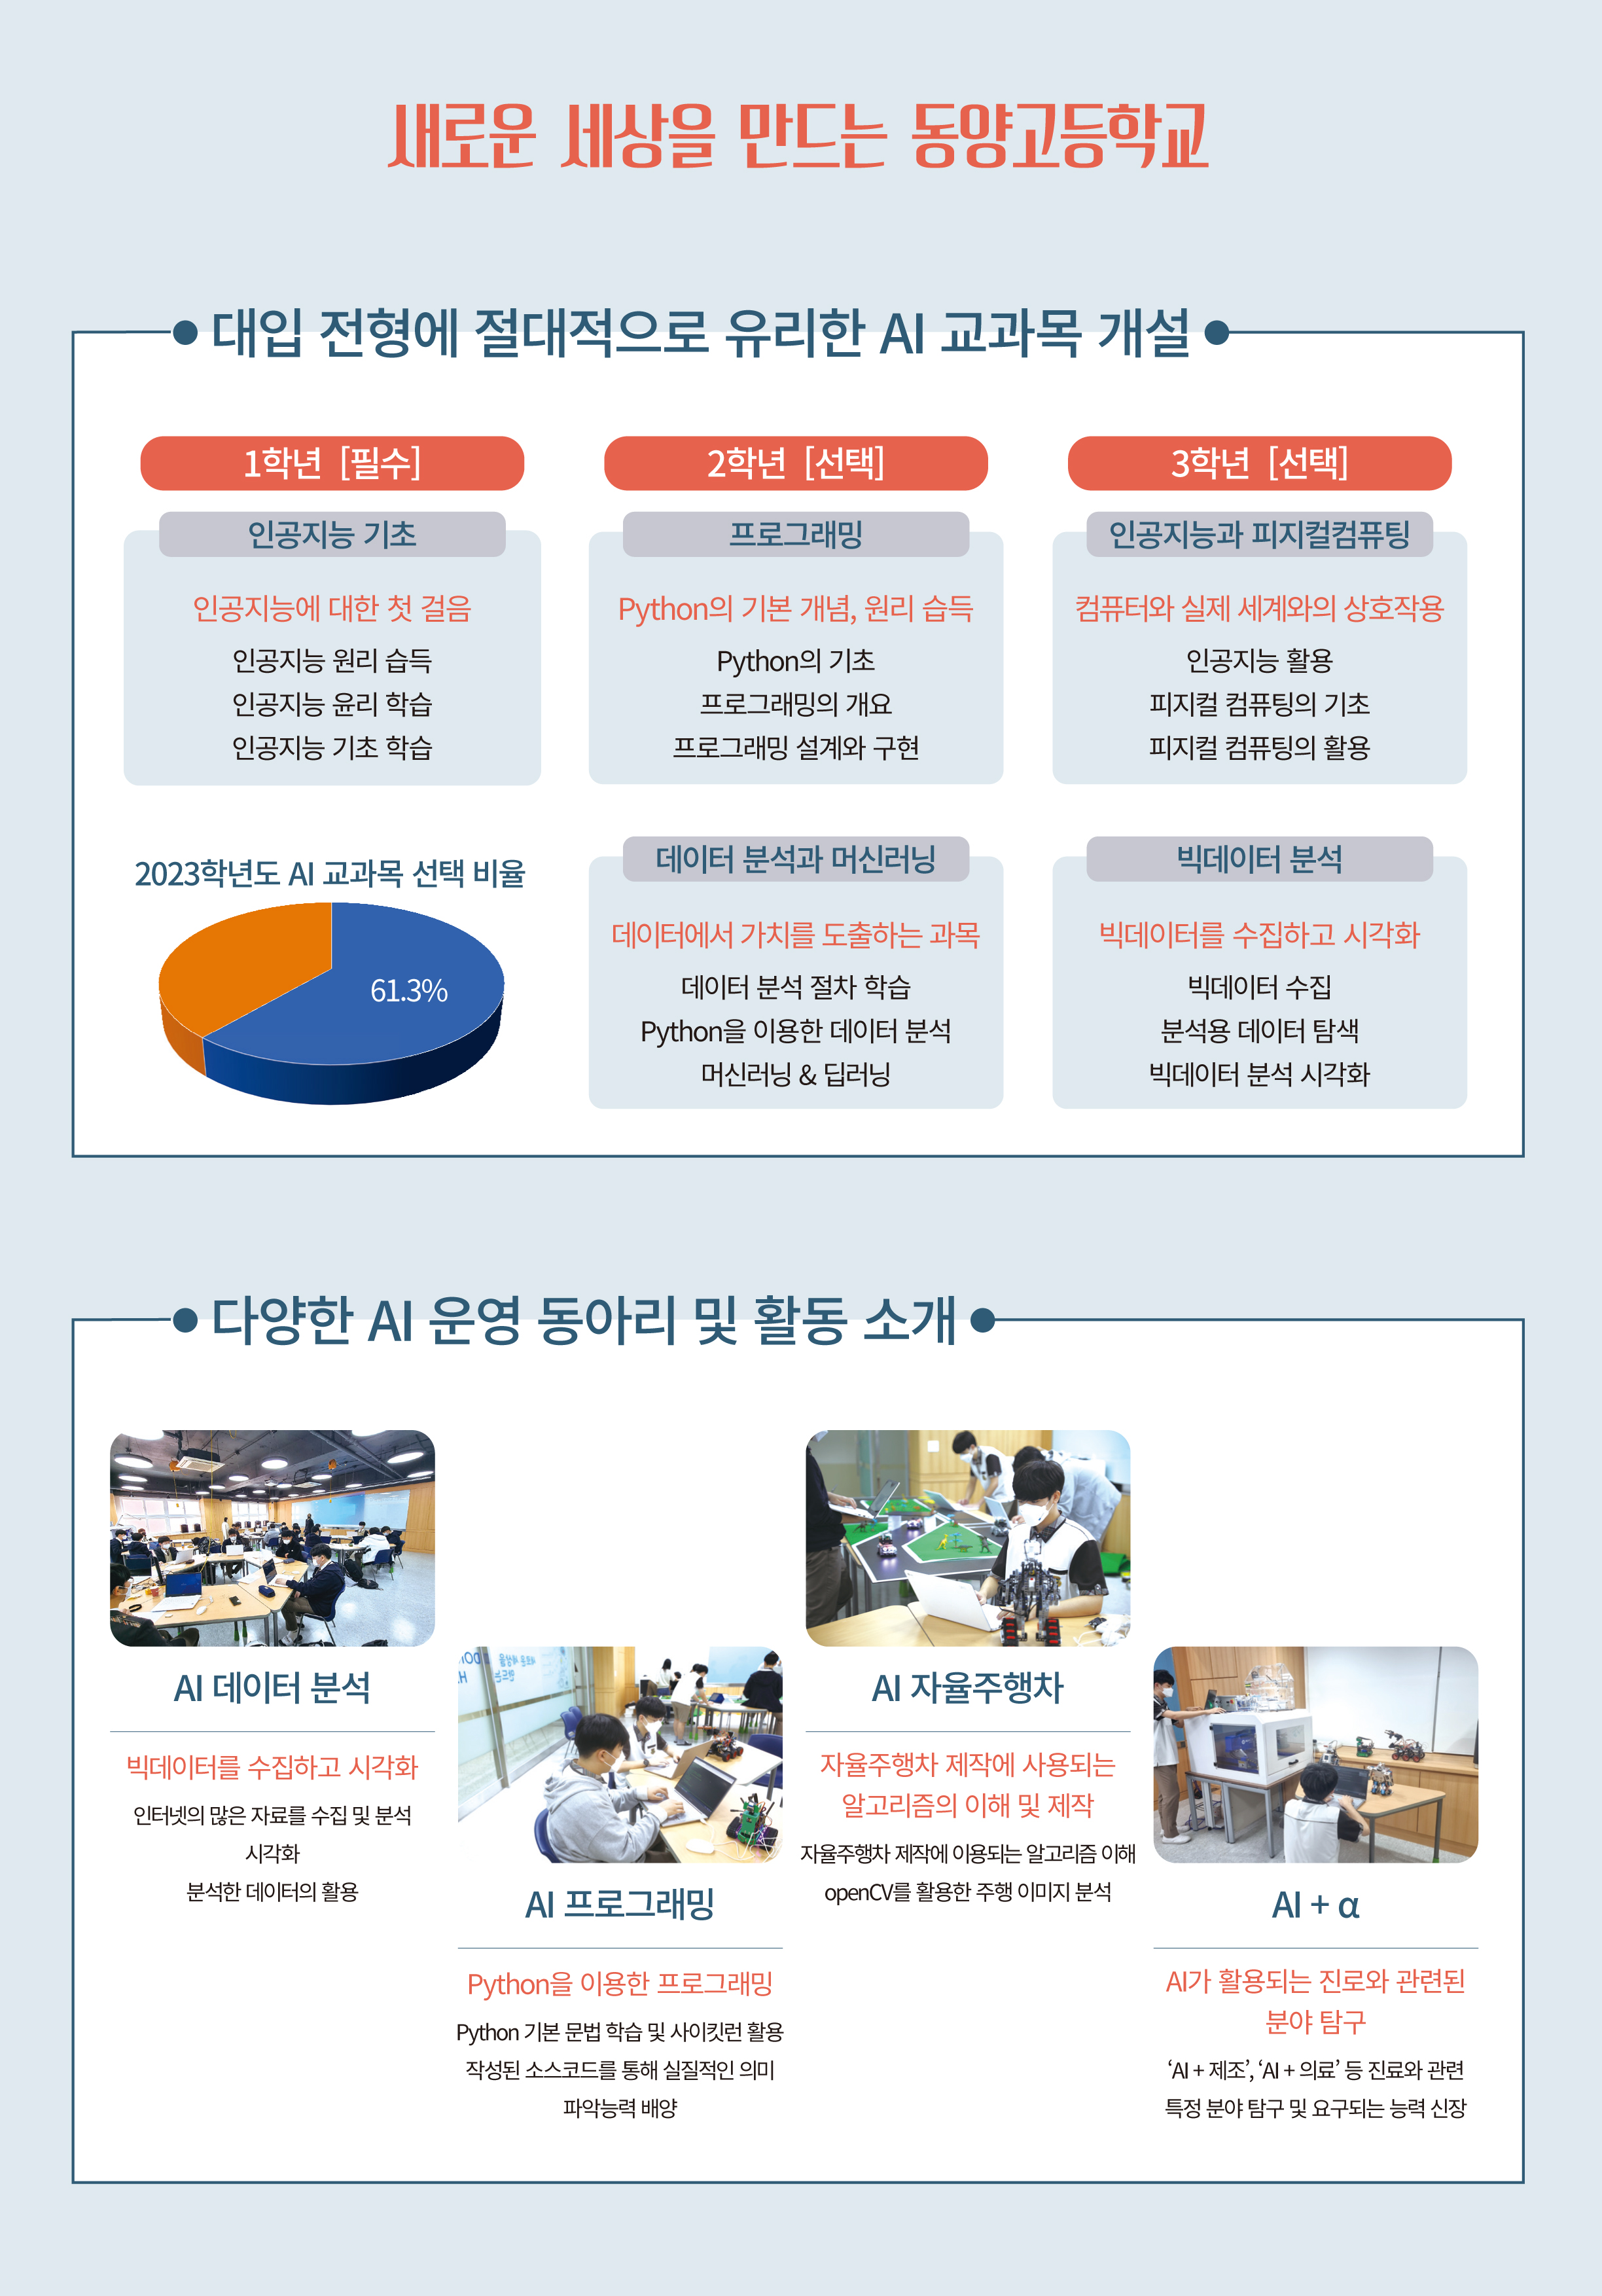 새로운 세상을 만드는 동양고등학교
대입 전형에 절대적으로 유리한 AI 교과목 개설
1학년 [필수]
인공지능 기초
인공지능에 대한 첫 걸음
인공지능 원리 습득
인공지능 윤리 학습
인공지능 기초 학습
2023학년도 AI 교과목 선택 비율
61.3%
2학년 [선택]
프로그래밍
Python의 기본 개념, 원리 습득
Python의 기초
프로그래밍의 개요
프로그래밍 설계와 구현
데이터 분석과 머신러닝
데이터에서 가치를 도출하는 과목
데이터 분석 절차 학습
Python을 이용한 데이터 분석
머신러닝 & 딥러닝
3학년 [선택]
인공지능과 피지컬컴퓨팅
컴퓨터와 실제 세계와의 상호작용
인공지능 활용
피지컬 컴퓨팅의 기초
피지컬 컴퓨팅의 활용
빅데이터 분석
빅데이터를 수집하고 시각화
빅데이터 수집
분석용 데이터 탐색
빅데이터 분석 시각화
다양한 AI 운영 동아리 및 활동 소개
AI 데이터 분석
빅데이터를 수집하고 시각화
인터넷의 많은 자료를 수집 및 분석
시각화
분석한 데이터의 활용
AI 프로그래밍
Python을 이용한 프로그래밍
Python 기본 문법 학습 및 사이킷런 활용
작성된 소스코드를 통해 실질적인 의미
파악능력 배양
AI 자율주행차
자율주행차 제작에 사용되는
알고리즘의 이해 및 제작
자율주행차 제작에 이용되는 알고리즘 이해
openCV를 활용한 주행 이미지 분석
AI + α
AI가 활용되는 진로와 관련된
분야 탐구
‘AI + 제조’, ‘AI + 의료’ 등 진료와 관련
특정 분야 탐구 및 요구되는 능력 신장